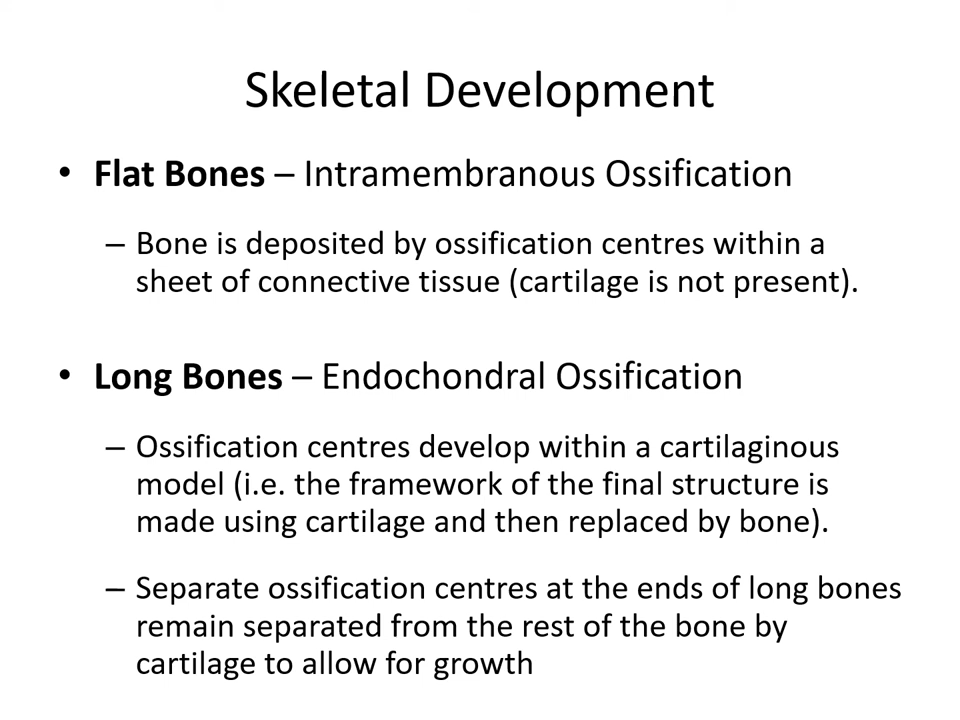 Skeletal Development
• Flat Bones – Intramembranous Ossification
– Bone is deposited by ossification centres within a
sheet of connective tissue (cartilage is not present).
• Long Bones – Endochondral Ossification
– Ossification centres develop within a cartilaginous
model (i.e. the framework of the final structure is
made using cartilage and then replaced by bone).
– Separate ossification centres at the ends of long bones
remain separated from the rest of the bone by
cartilage to allow for growth